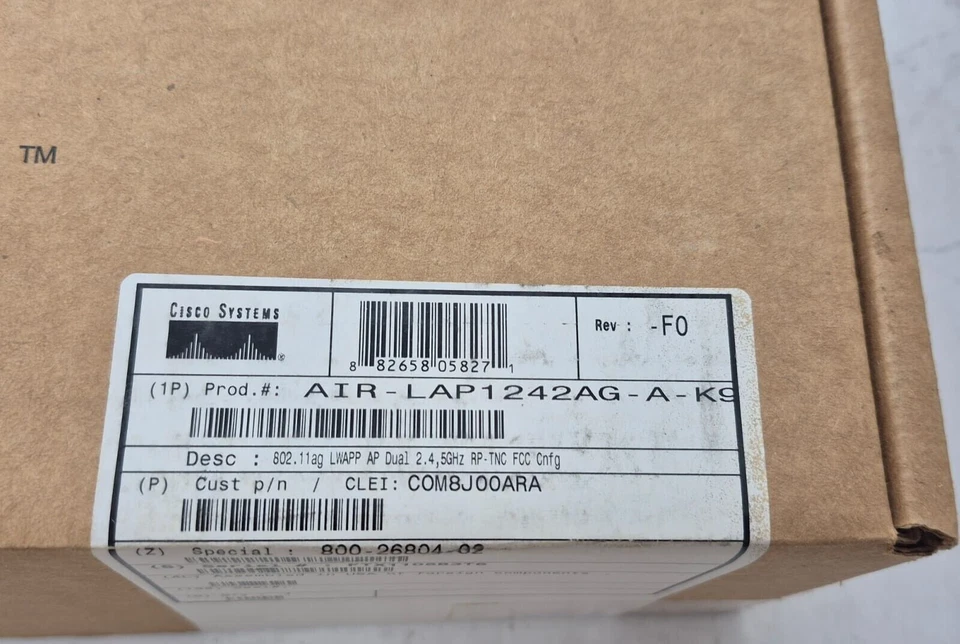 TM
CISCO SYSTEMS
®
8 82658 05827 1
Rev : -F0
(1P) Prod.#: AIR-LAP1242AG-A-K9
Desc : 802.11ag LWAPP AP Dual 2.4,5GHz RP-TNC FCC Cnfg
(P) Cust p/n / CLEI: COM8J00ARA
(Z) Special : 800-26804-02